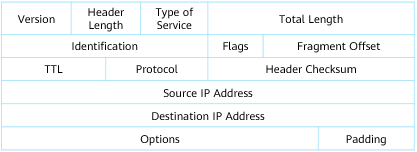 Version Header Length Type of Service Total Length
Identification Flags Fragment Offset
TTL Protocol Header Checksum
Source IP Address
Destination IP Address
Options Padding